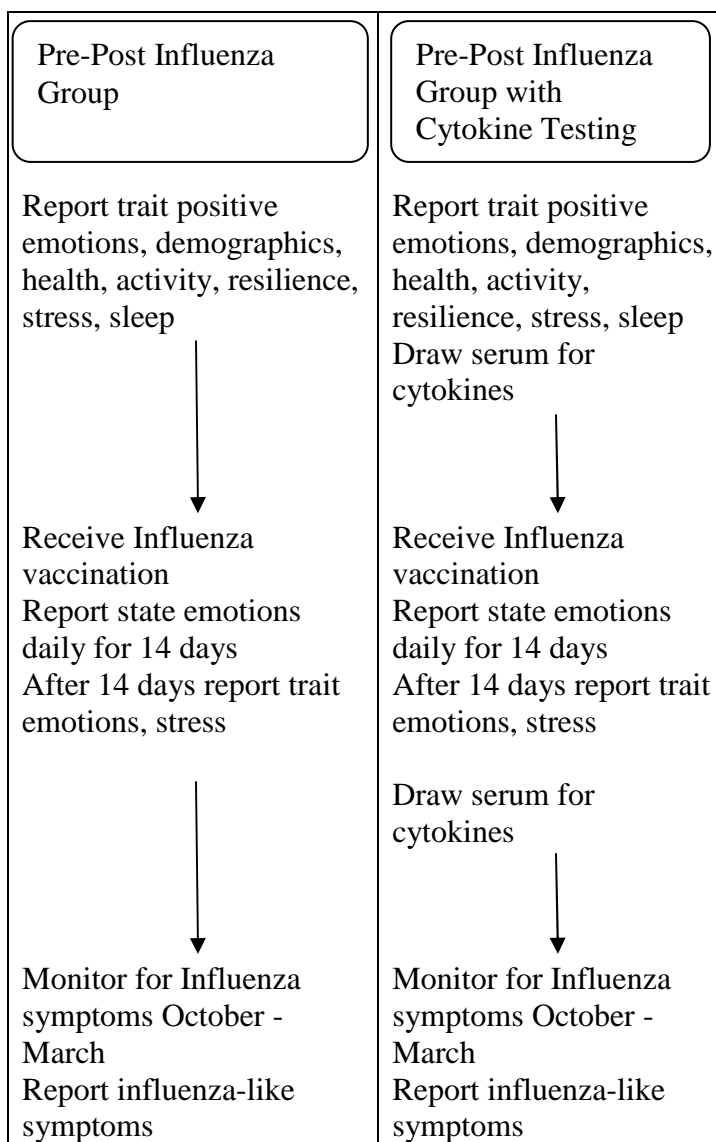 Pre-Post Influenza
Group
Report trait positive
emotions, demographics,
health, activity, resilience,
stress, sleep
Receive Influenza
vaccination
Report state emotions
daily for 14 days
After 14 days report trait
emotions, stress
Monitor for Influenza
symptoms October -
March
Report influenza-like
symptoms
Pre-Post Influenza
Group with
Cytokine Testing
Report trait positive
emotions, demographics,
health, activity,
resilience, stress, sleep
Draw serum for
cytokines
Receive Influenza
vaccination
Report state emotions
daily for 14 days
After 14 days report trait
emotions, stress
Draw serum for
cytokines
Monitor for Influenza
symptoms October -
March
Report influenza-like
symptoms